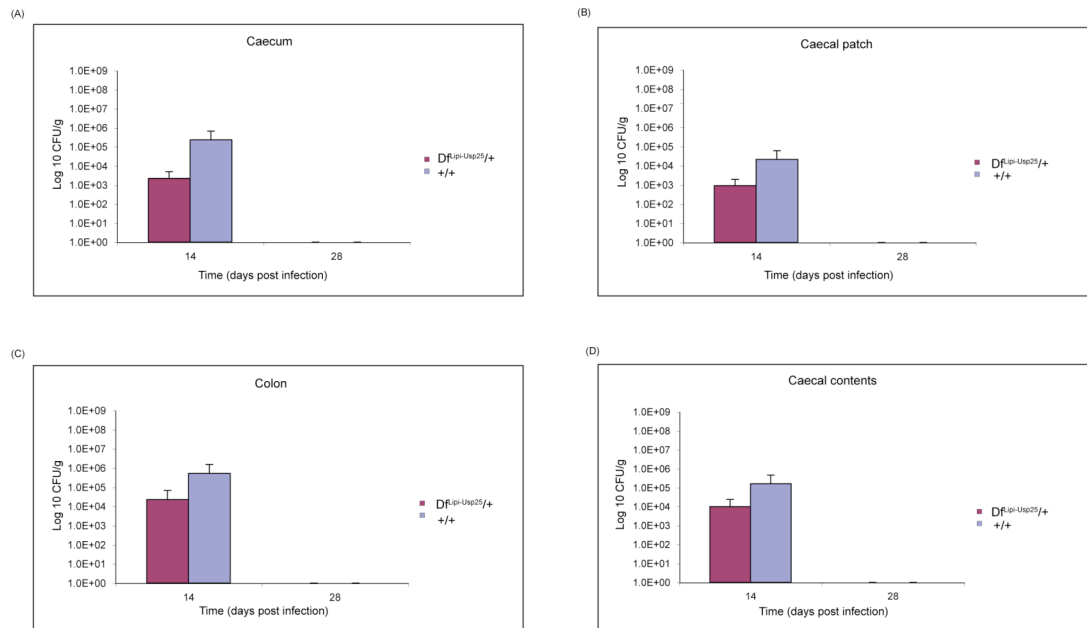 (A)
Caecum
1.0E+09
1.0E+08
1.0E+07
1.0E+06
1.0E+05
1.0E+04
1.0E+03
1.0E+02
1.0E+01
1.0E+00
Log 10 CFU/g
14 28
Time (days post infection)
Df^Lipi-Usp25/+
+/+
(B)
Caecal patch
1.0E+09
1.0E+08
1.0E+07
1.0E+06
1.0E+05
1.0E+04
1.0E+03
1.0E+02
1.0E+01
1.0E+00
Log 10 CFU/g
14 28
Time (days post infection)
Df^Lipi-Usp25/+
+/+
(C)
Colon
1.0E+09
1.0E+08
1.0E+07
1.0E+06
1.0E+05
1.0E+04
1.0E+03
1.0E+02
1.0E+01
1.0E+00
Log 10 CFU/g
14 28
Time (days post infection)
Df^Lipi-Usp25/+
+/+
(D)
Caecal contents
1.0E+09
1.0E+08
1.0E+07
1.0E+06
1.0E+05
1.0E+04
1.0E+03
1.0E+02
1.0E+01
1.0E+00
Log 10 CFU/g
14 28
Time (days post infection)
Df^Lipi-Usp25/+
+/+